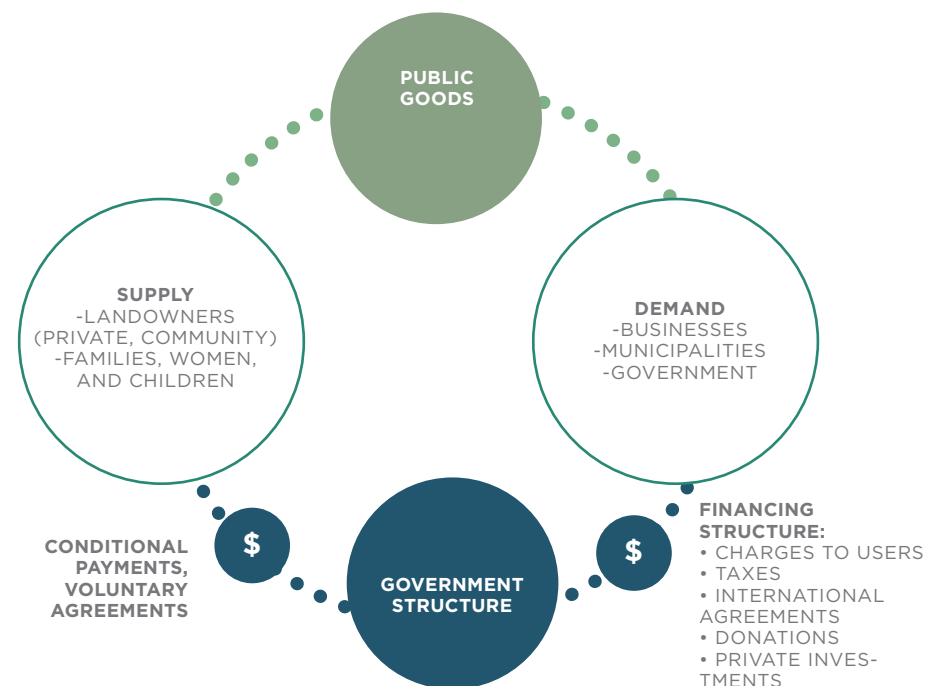 PUBLIC
GOODS
SUPPLY
-LANDOWNERS
(PRIVATE, COMMUNITY)
-FAMILIES, WOMEN,
AND CHILDREN
DEMAND
-BUSINESSES
-MUNICIPALITIES
-GOVERNMENT
CONDITIONAL
PAYMENTS,
VOLUNTARY
AGREEMENTS
$
GOVERNMENT
STRUCTURE
$
FINANCING
STRUCTURE:
• CHARGES TO USERS
• TAXES
• INTERNATIONAL
AGREEMENTS
• DONATIONS
• PRIVATE INVES-
TMENTS